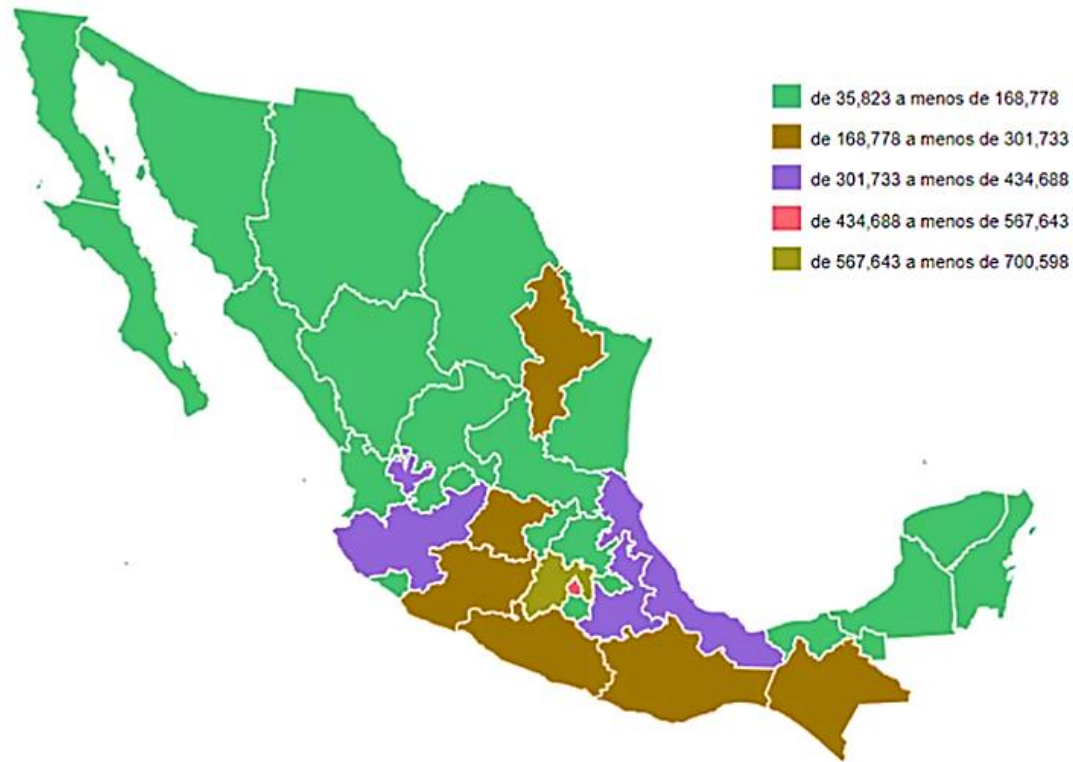 de 35,823 a menos de 168,778
de 168,778 a menos de 301,733
de 301,733 a menos de 434,688
de 434,688 a menos de 567,643
de 567,643 a menos de 700,598